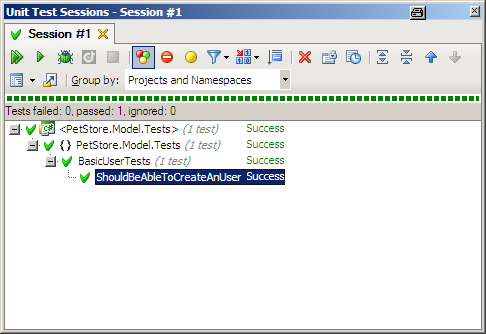 Unit Test Sessions - Session #1
Session #1
Group by: Projects and Namespaces
Tests failed: 0, passed: 1, ignored: 0
<PetStore.Model.Tests> (1 test) Success
{} PetStore.Model.Tests (1 test) Success
BasicUserTests (1 test) Success
ShouldBeAbleToCreateAnUser Success